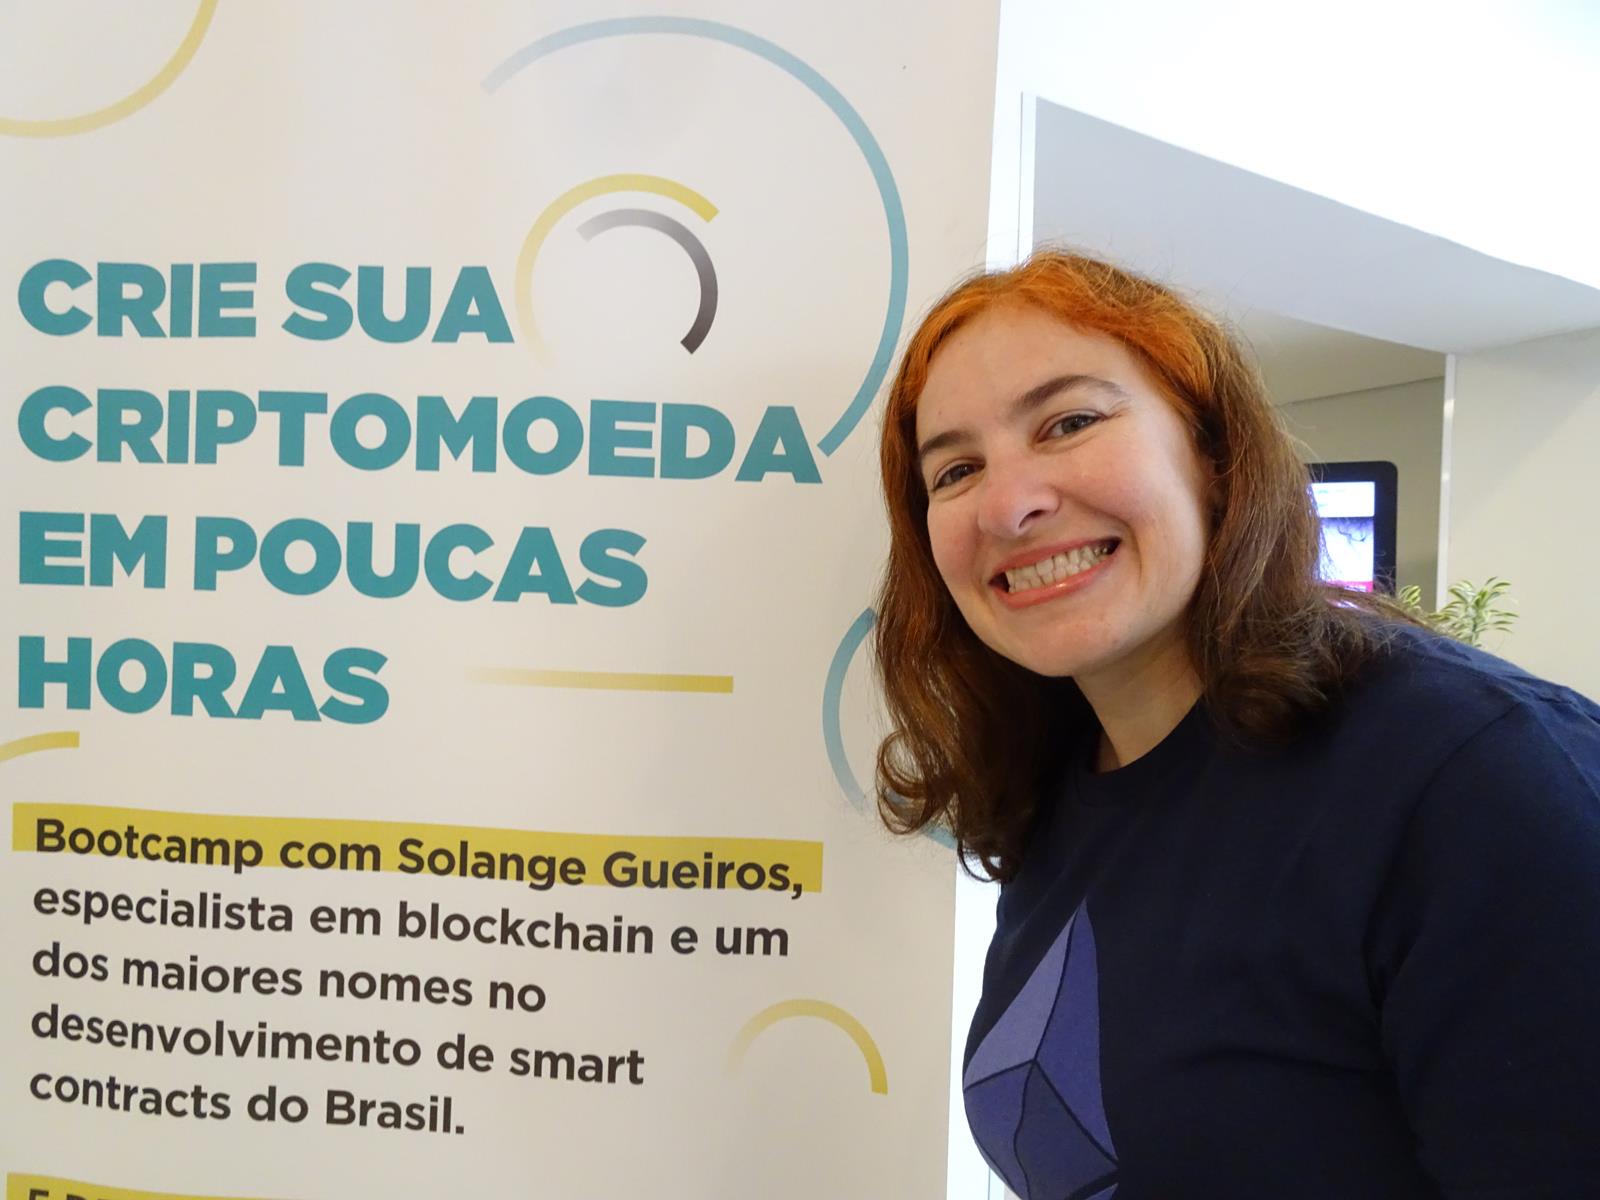 CRIE SUA
CRIPTOMOEDA
EM POUCAS
HORAS
Bootcamp com Solange Gueiros,
especialista em blockchain e um
dos maiores nomes no
desenvolvimento de smart
contracts do Brasil.